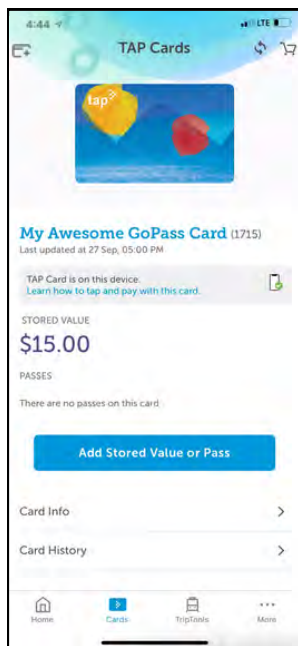 4:44
LTE
TAP Cards
tap
My Awesome GoPass Card (1715)
Last updated at 27 Sep, 05:00 PM
TAP Card is on this device.
Learn how to tap and pay with this card.
STORED VALUE
$15.00
PASSES
There are no passes on this card
Add Stored Value or Pass
Card Info
Card History
Home Cards TripTools More